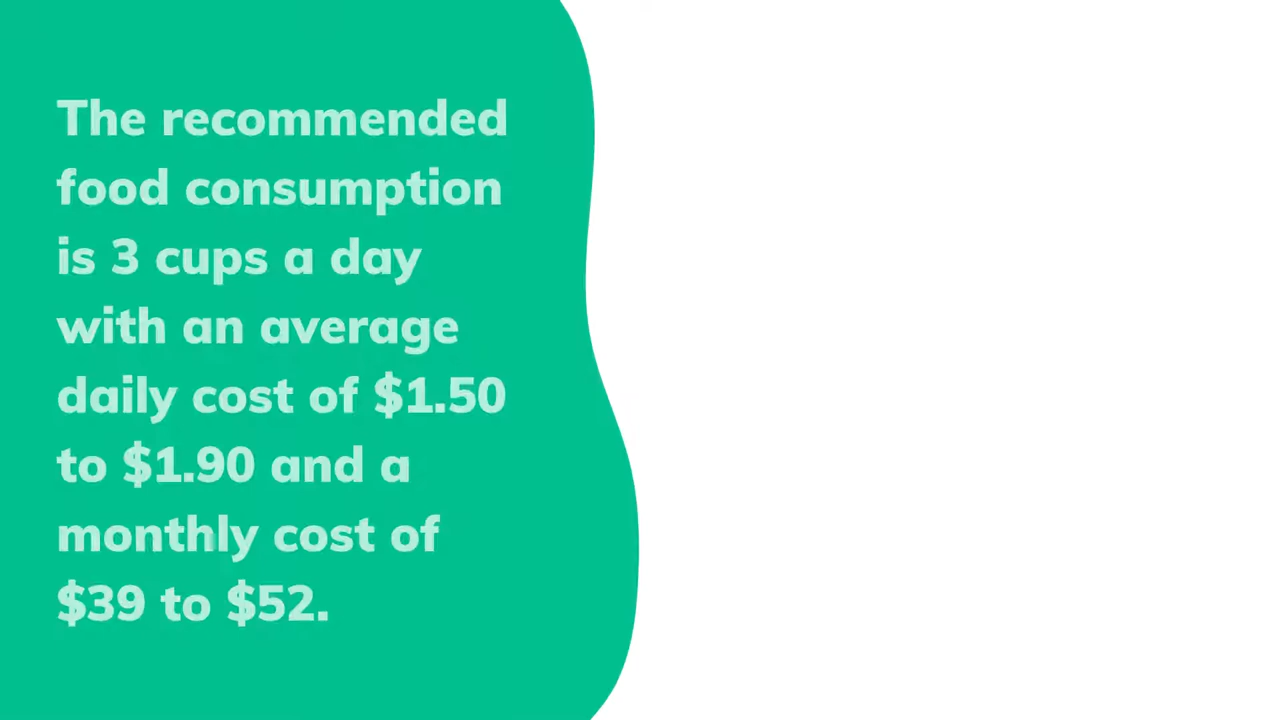 The recommended
food consumption
is 3 cups a day
with an average
daily cost of $1.50
to $1.90 and a
monthly cost of
$39 to $52.